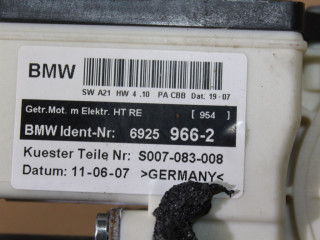 BMW
SW A21 HW 4 .10 PA CBB Dat. 19-07
Getr.Mot. m Elektr. HT RE [ 954 ]
BMW Ident-Nr: 6925 966-2
Kuester Teile Nr: S007-083-008
Datum: 11-06-07 >GERMANY<